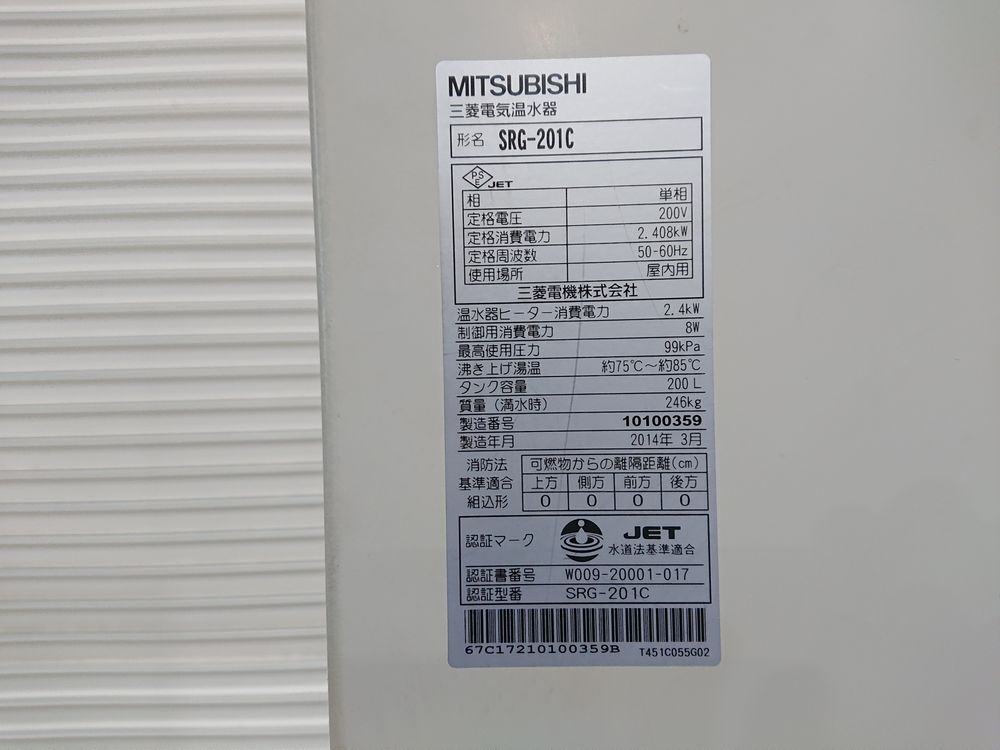 MITSUBISHI
三菱電気温水器
形名 SRG-201C
PS E JET
相 単相
定格電圧 200V
定格消費電力 2.408kW
定格周波数 50-60Hz
使用場所 屋内用
三菱電機株式会社
温水器ヒーター消費電力 2.4kW
制御用消費電力 8W
最高使用圧力 99kPa
沸き上げ湯温 約75℃～約85℃
タンク容量 200L
質量（満水時） 246kg
製造番号 10100359
製造年月 2014年 3月
消防法 可燃物からの離隔距離(cm)
基準適合 上方 側方 前方 後方
組込形 0 0 0 0
認証マーク JET
水道法基準適合
認証書番号 W009-20001-017
認証型番 SRG-201C
67C17210100359B T451C055G02